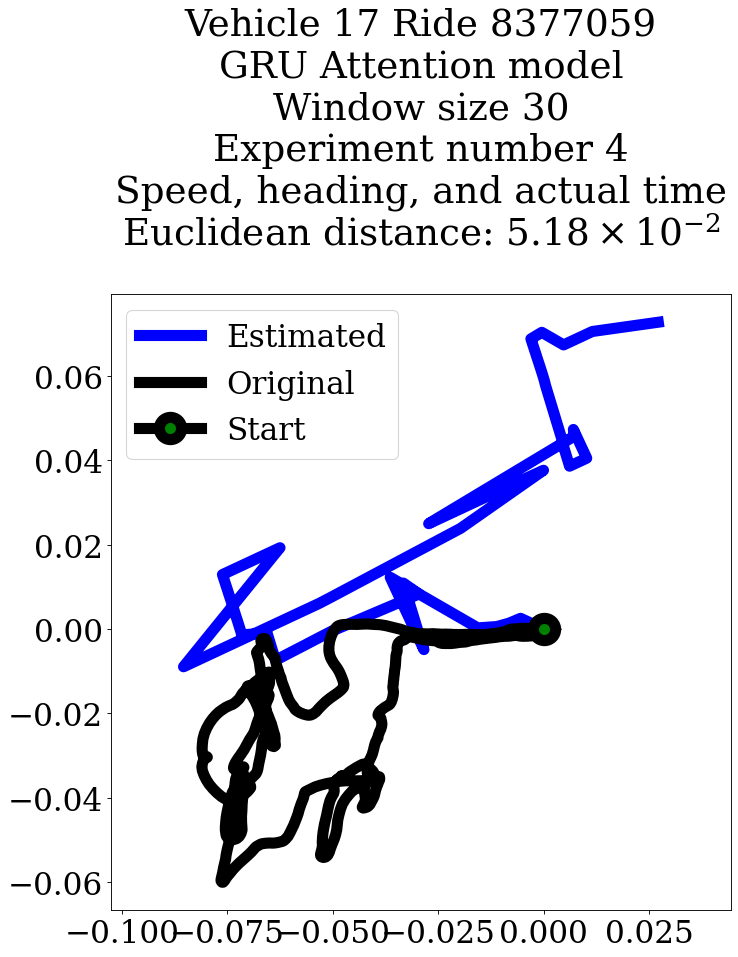 Vehicle 17 Ride 8377059
GRU Attention model
Window size 30
Experiment number 4
Speed, heading, and actual time
Euclidean distance: 5.18 × 10⁻²
Estimated
Original
Start
0.06
0.04
0.02
0.00
−0.02
−0.04
−0.06
−0.100 −0.075 −0.050 −0.025 0.000 0.025